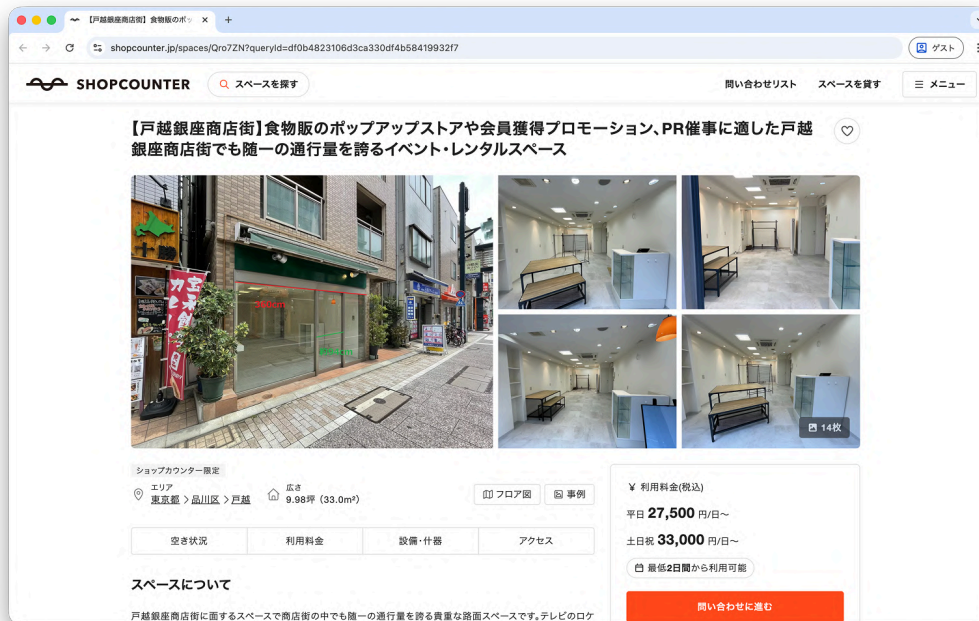 【戸越銀座商店街】食物販のポッ
shopcounter.jp/spaces/Qro7ZN?queryId=df0b4823106d3ca330df4b58419932f7
ゲスト
SHOPCOUNTER
スペースを探す
問い合わせリスト
スペースを貸す
メニュー
【戸越銀座商店街】食物販のポップアップストアや会員獲得プロモーション、PR催事に適した戸越
銀座商店街でも随一の通行量を誇るイベント・レンタルスペース
14枚
ショップカウンター限定
エリア
東京都 > 品川区 > 戸越
広さ
9.98坪 (33.0m²)
フロア図
事例
空き状況
利用料金
設備・什器
アクセス
スペースについて
戸越銀座商店街に面するスペースで商店街の中でも随一の通行量を誇る貴重な路面スペースです。テレビのロケ
¥ 利用料金(税込)
平日 27,500 円/日〜
土日祝 33,000 円/日〜
最低2日間から利用可能
問い合わせに進む